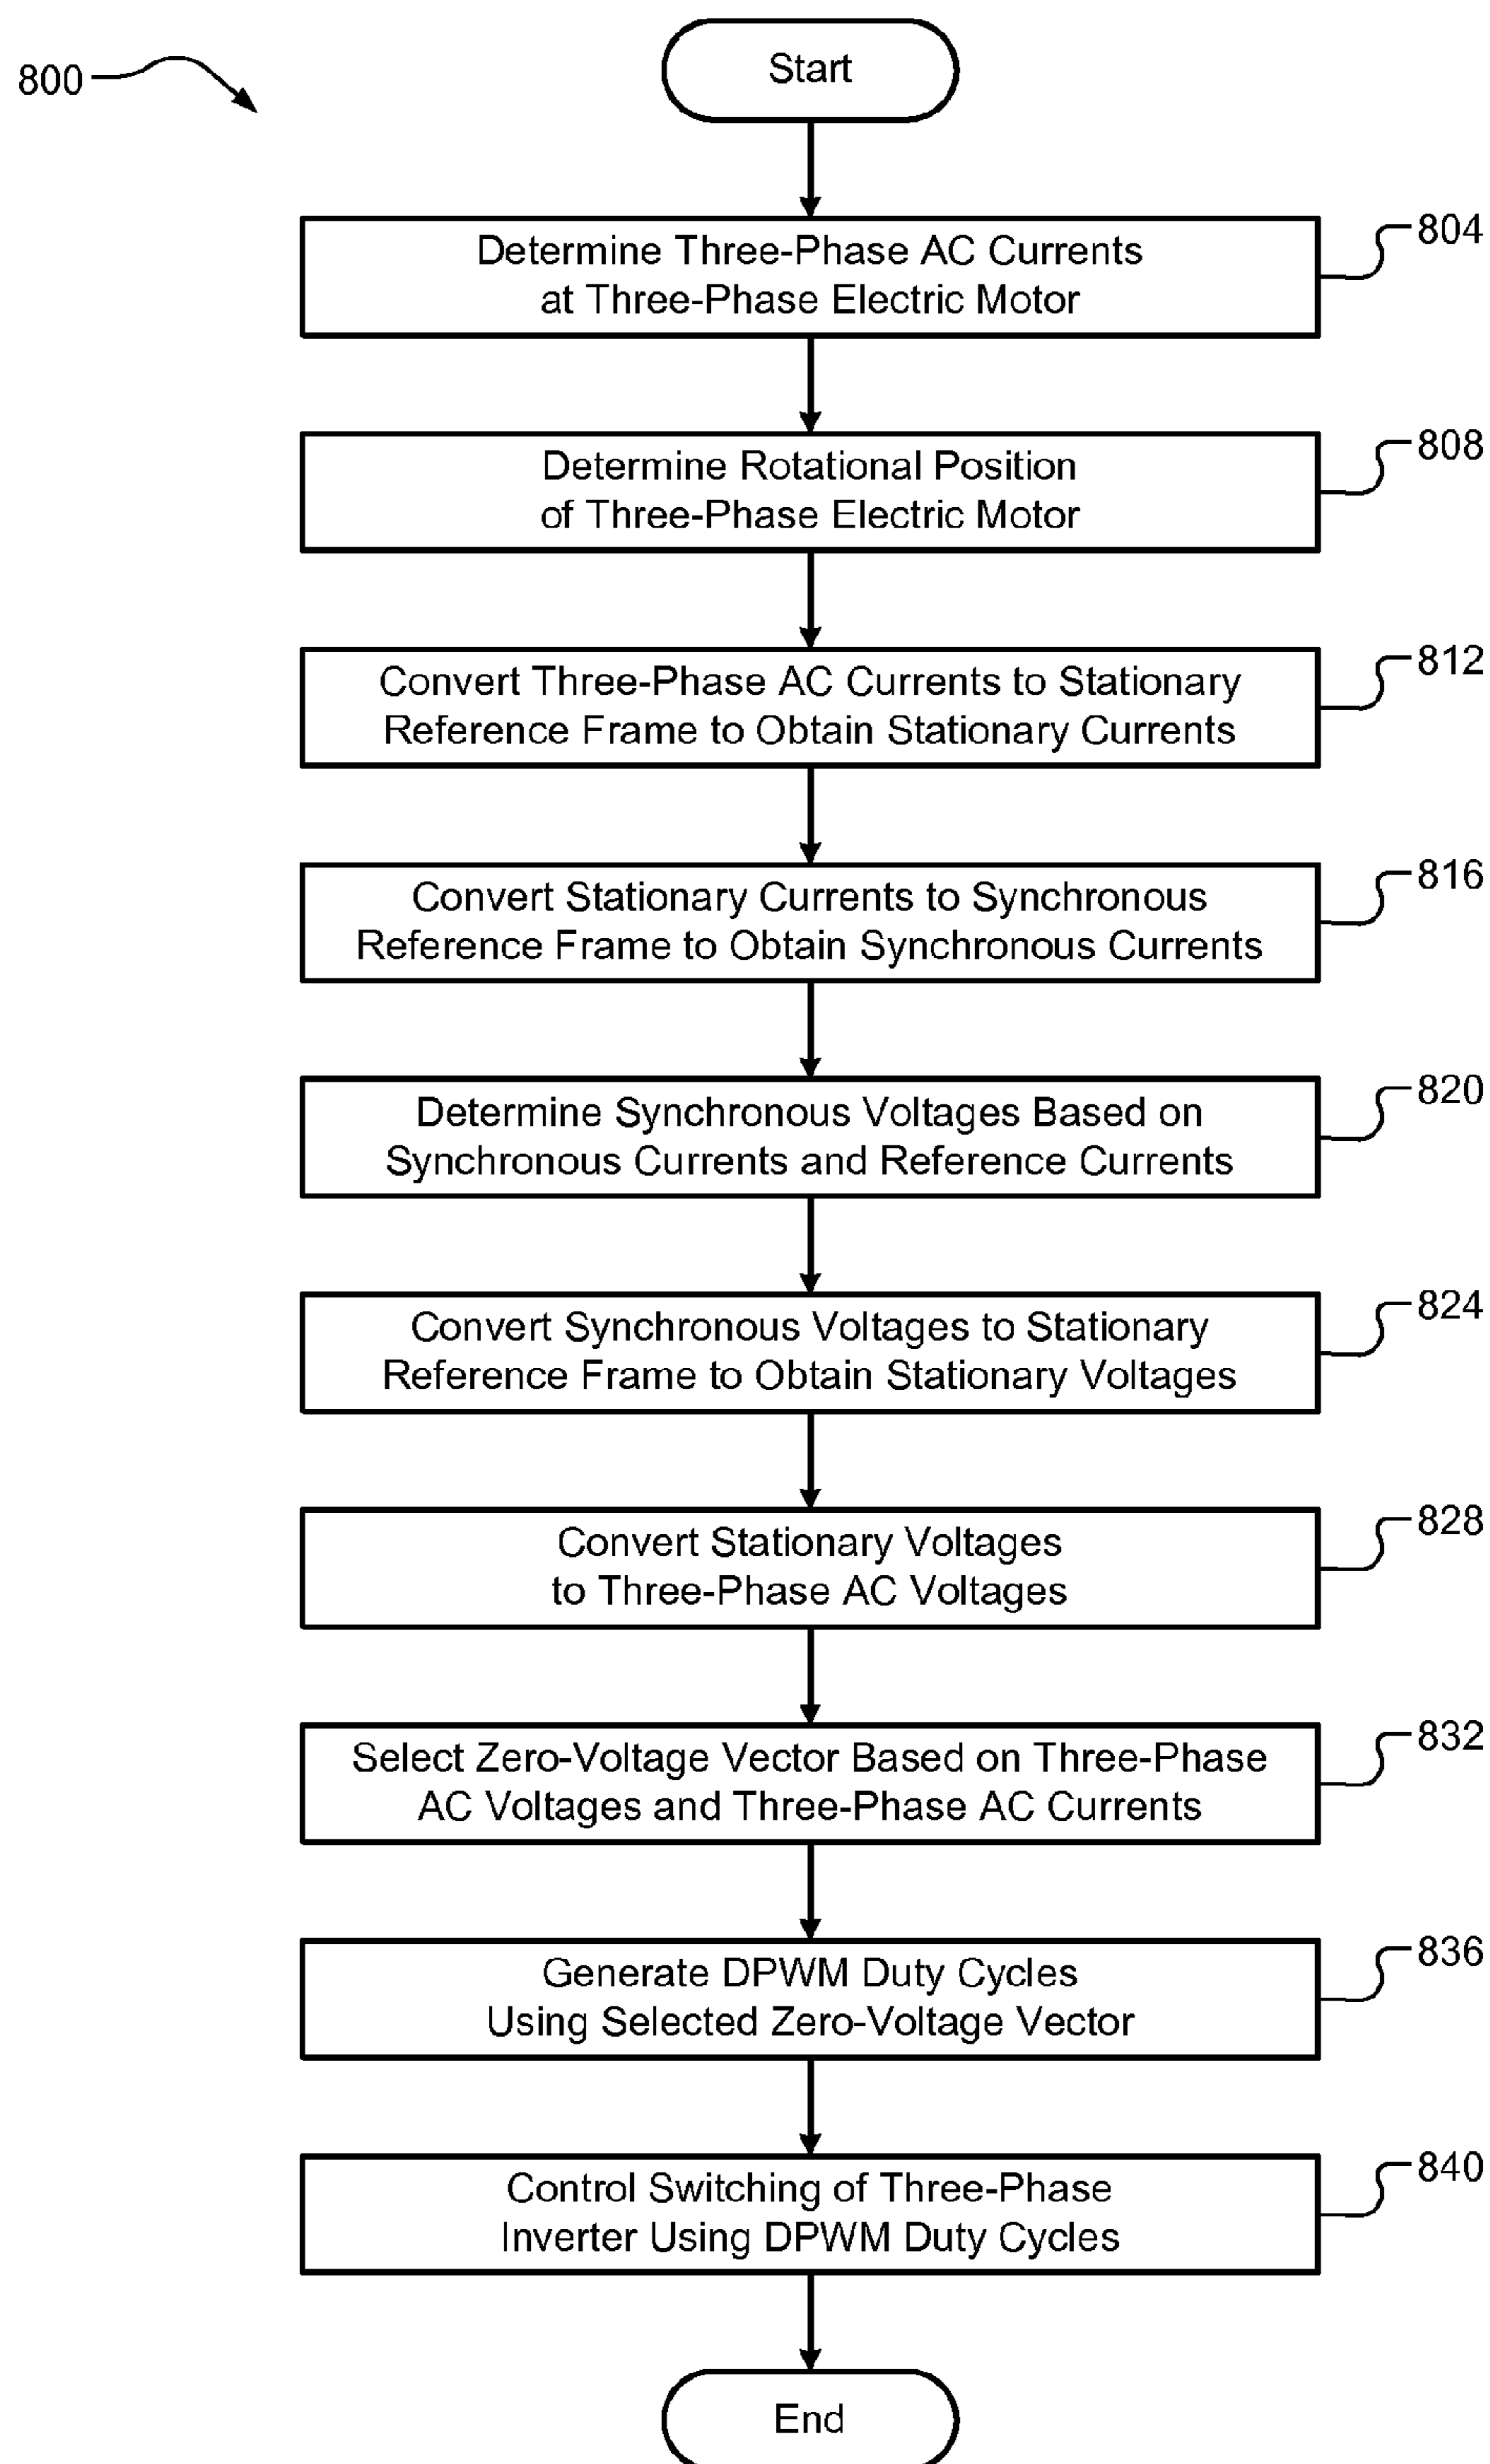 800
Start
Determine Three-Phase AC Currents
at Three-Phase Electric Motor
804
Determine Rotational Position
of Three-Phase Electric Motor
808
Convert Three-Phase AC Currents to Stationary
Reference Frame to Obtain Stationary Currents
812
Convert Stationary Currents to Synchronous
Reference Frame to Obtain Synchronous Currents
816
Determine Synchronous Voltages Based on
Synchronous Currents and Reference Currents
820
Convert Synchronous Voltages to Stationary
Reference Frame to Obtain Stationary Voltages
824
Convert Stationary Voltages
to Three-Phase AC Voltages
828
Select Zero-Voltage Vector Based on Three-Phase
AC Voltages and Three-Phase AC Currents
832
Generate DPWM Duty Cycles
Using Selected Zero-Voltage Vector
836
Control Switching of Three-Phase
Inverter Using DPWM Duty Cycles
840
End